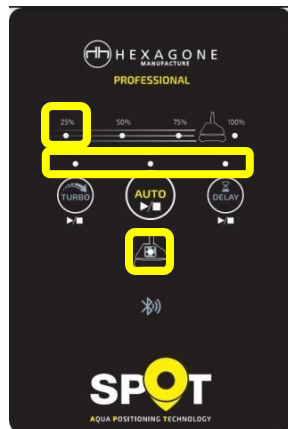 HEXAGONE
MANUFACTURE
PROFESSIONAL
25% 50% 75% 100%
TURBO AUTO DELAY
SPOT
AQUA POSITIONING TECHNOLOGY